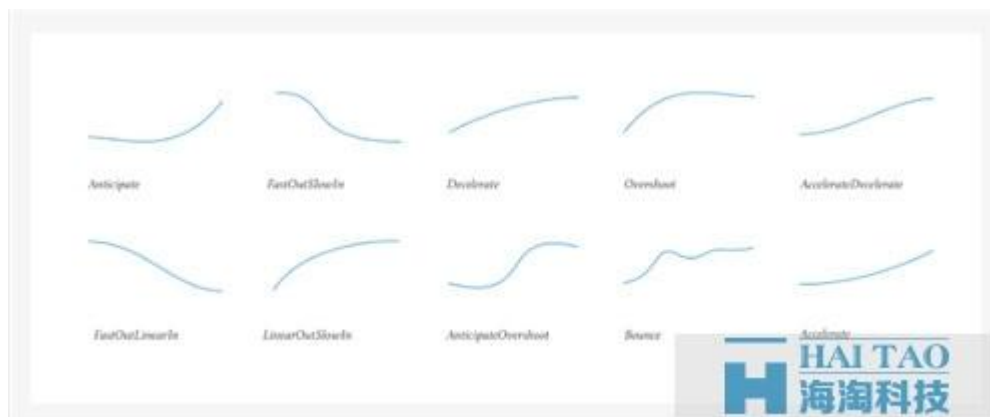 Anticipate FastOutSlowIn Decelerate Overshoot AccelerateDecelerate
FastOutLinearIn LinearOutSlowIn AnticipateOvershoot Bounce Accelerate
HAI TAO
海淘科技